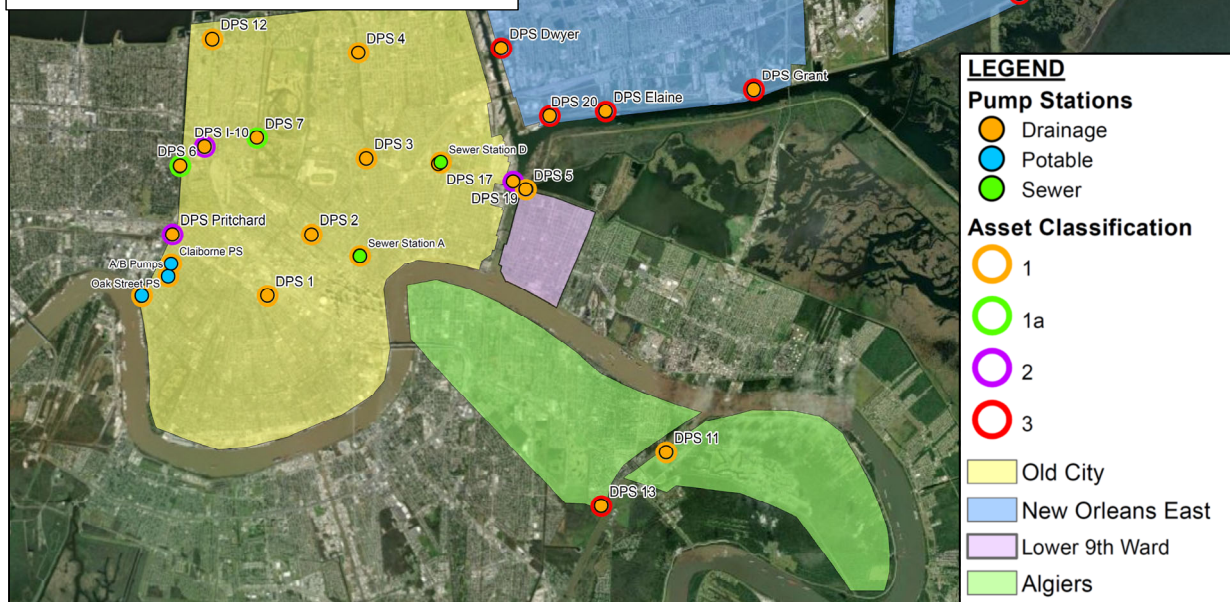 DPS 12
DPS 4
DPS Dwyer
DPS Grant
DPS 20
DPS Elaine
DPS I-10
DPS 7
DPS 6
DPS 3
Sewer Station D
DPS 17
DPS 5
DPS 19
DPS Pritchard
DPS 2
Claiborne PS
Sewer Station A
A/B Pumps
Oak Street PS
DPS 1
DPS 11
DPS 13
LEGEND
Pump Stations
Drainage
Potable
Sewer
Asset Classification
1
1a
2
3
Old City
New Orleans East
Lower 9th Ward
Algiers